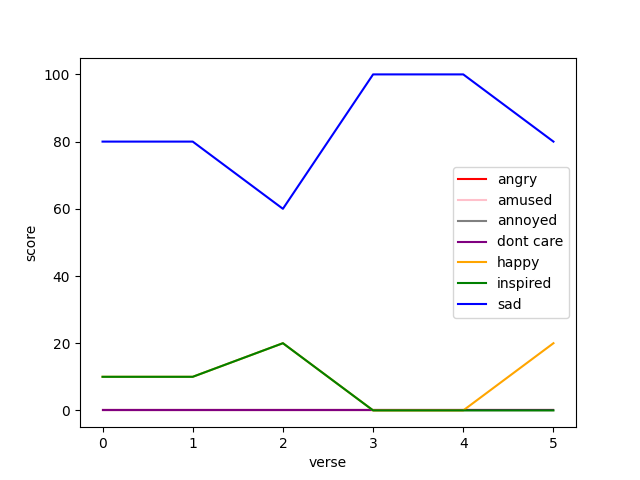 100
80
60
40
20
0
score
angry
amused
annoyed
dont care
happy
inspired
sad
0 1 2 3 4 5
verse